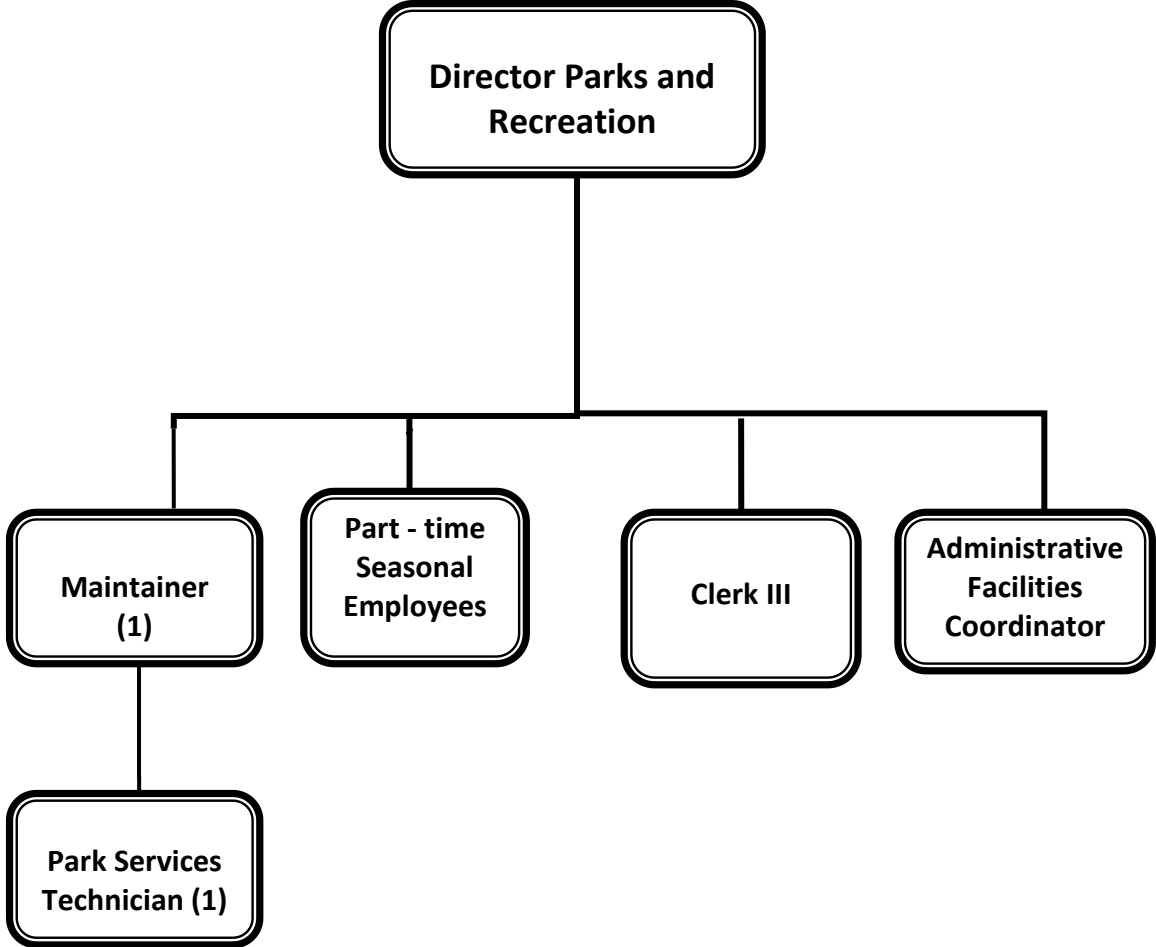 Director Parks and
Recreation
Maintainer
(1)
Part - time
Seasonal
Employees
Clerk III
Administrative
Facilities
Coordinator
Park Services
Technician (1)